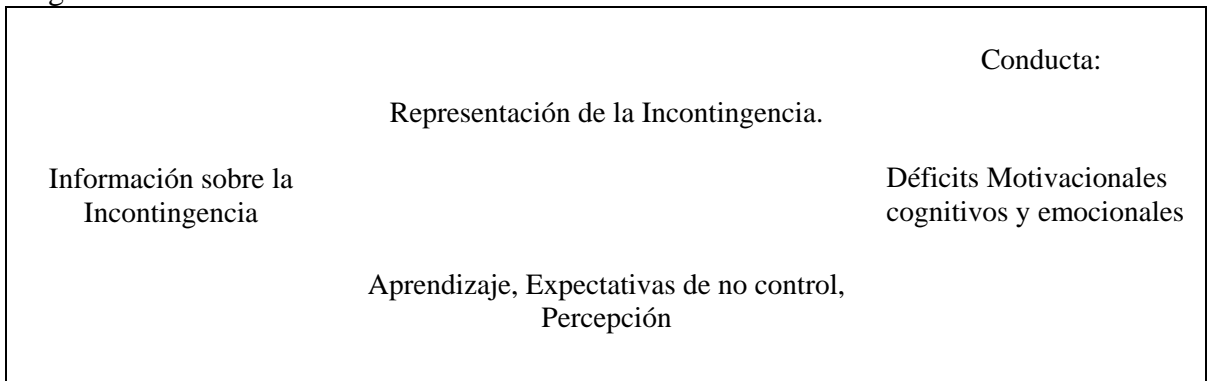 Conducta:
Representación de la Incontingencia.
Información sobre la
Incontingencia
Déficits Motivacionales
cognitivos y emocionales
Aprendizaje, Expectativas de no control,
Percepción